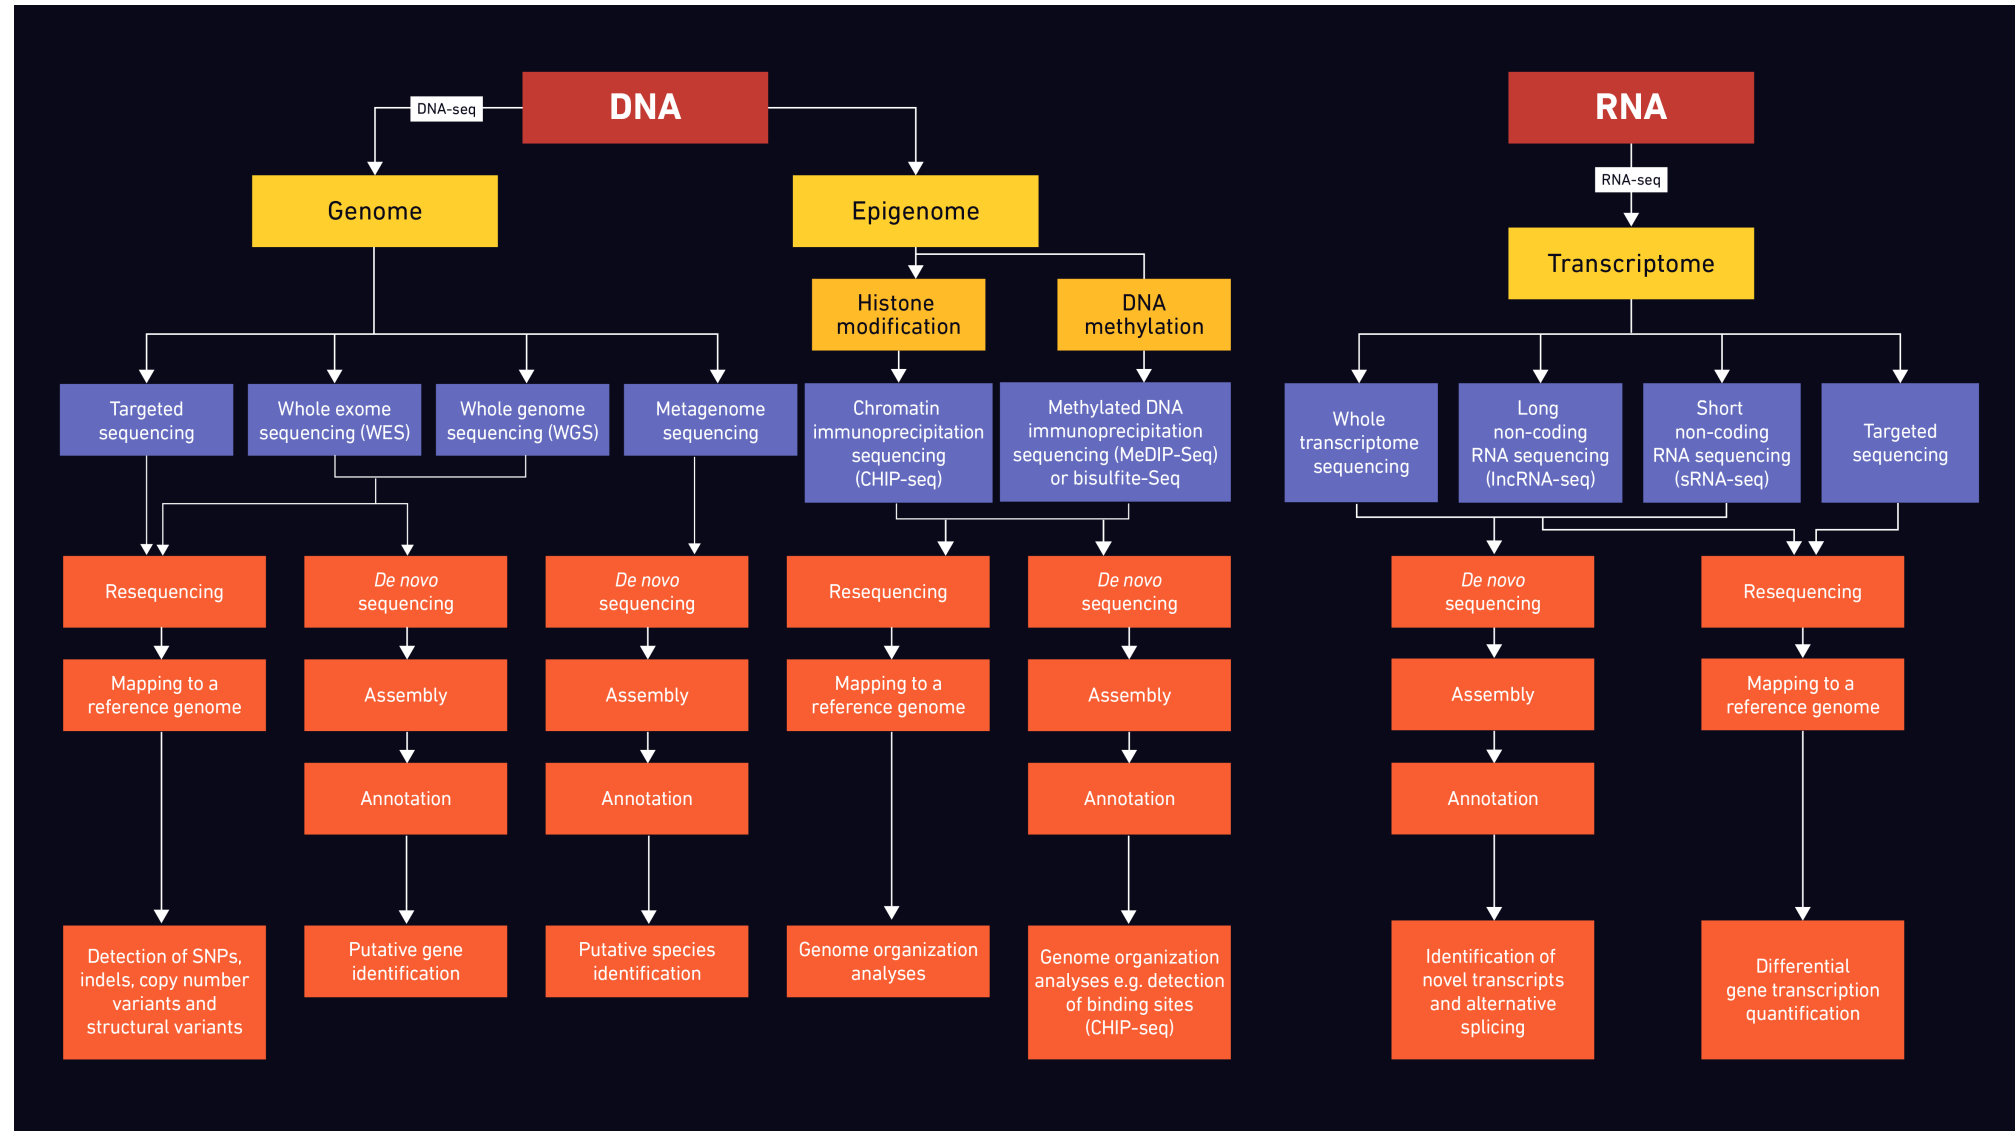 DNA
RNA
DNA-seq
RNA-seq
Genome
Epigenome
Transcriptome
Histone
modification
DNA
methylation
Targeted
sequencing
Whole exome
sequencing (WES)
Whole genome
sequencing (WGS)
Metagenome
sequencing
Chromatin
immunoprecipitation
sequencing
(CHIP-seq)
Methylated DNA
immunoprecipitation
sequencing (MeDIP-Seq)
or bisulfite-Seq
Whole
transcriptome
sequencing
Long
non-coding
RNA sequencing
(lncRNA-seq)
Short
non-coding
RNA sequencing
(sRNA-seq)
Targeted
sequencing
Resequencing
De novo
sequencing
De novo
sequencing
Resequencing
De novo
sequencing
De novo
sequencing
Resequencing
Mapping to a
reference genome
Assembly
Assembly
Mapping to a
reference genome
Assembly
Assembly
Mapping to a
reference genome
Annotation
Annotation
Annotation
Annotation
Detection of SNPs,
indels, copy number
variants and
structural variants
Putative gene
identification
Putative species
identification
Genome organization
analyses
Genome organization
analyses e.g. detection
of binding sites
(CHIP-seq)
Identification of
novel transcripts
and alternative
splicing
Differential
gene transcription
quantification